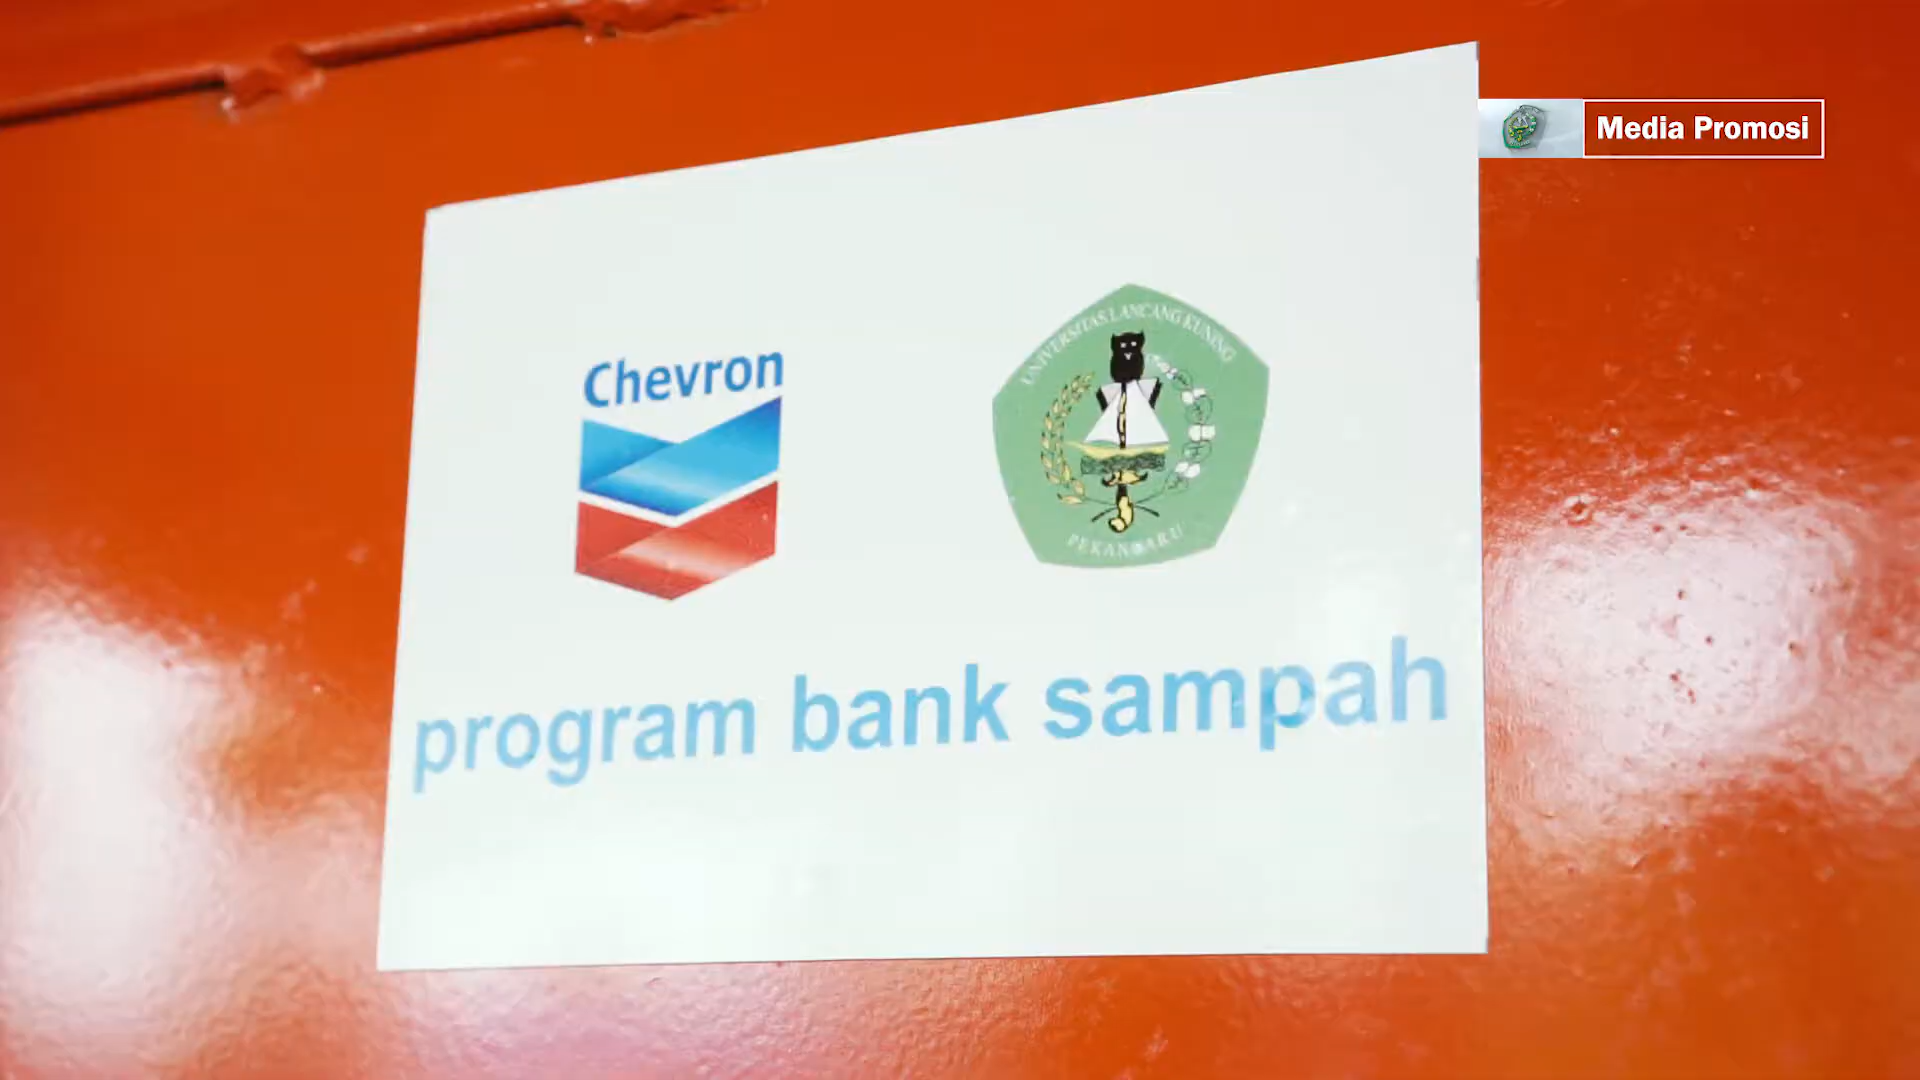 Media Promosi
Chevron
UNIVERSITAS LANCANG KUNING
PEKANBARU
program bank sampah